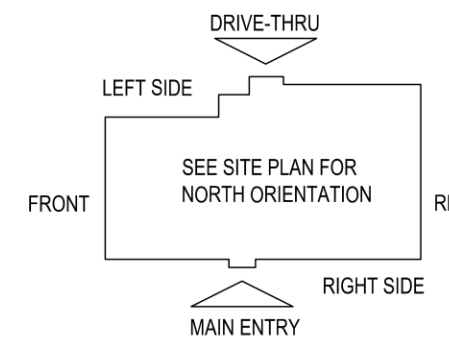 DRIVE-THRU
LEFT SIDE
SEE SITE PLAN FOR
NORTH ORIENTATION
FRONT
RIGHT SIDE
MAIN ENTRY